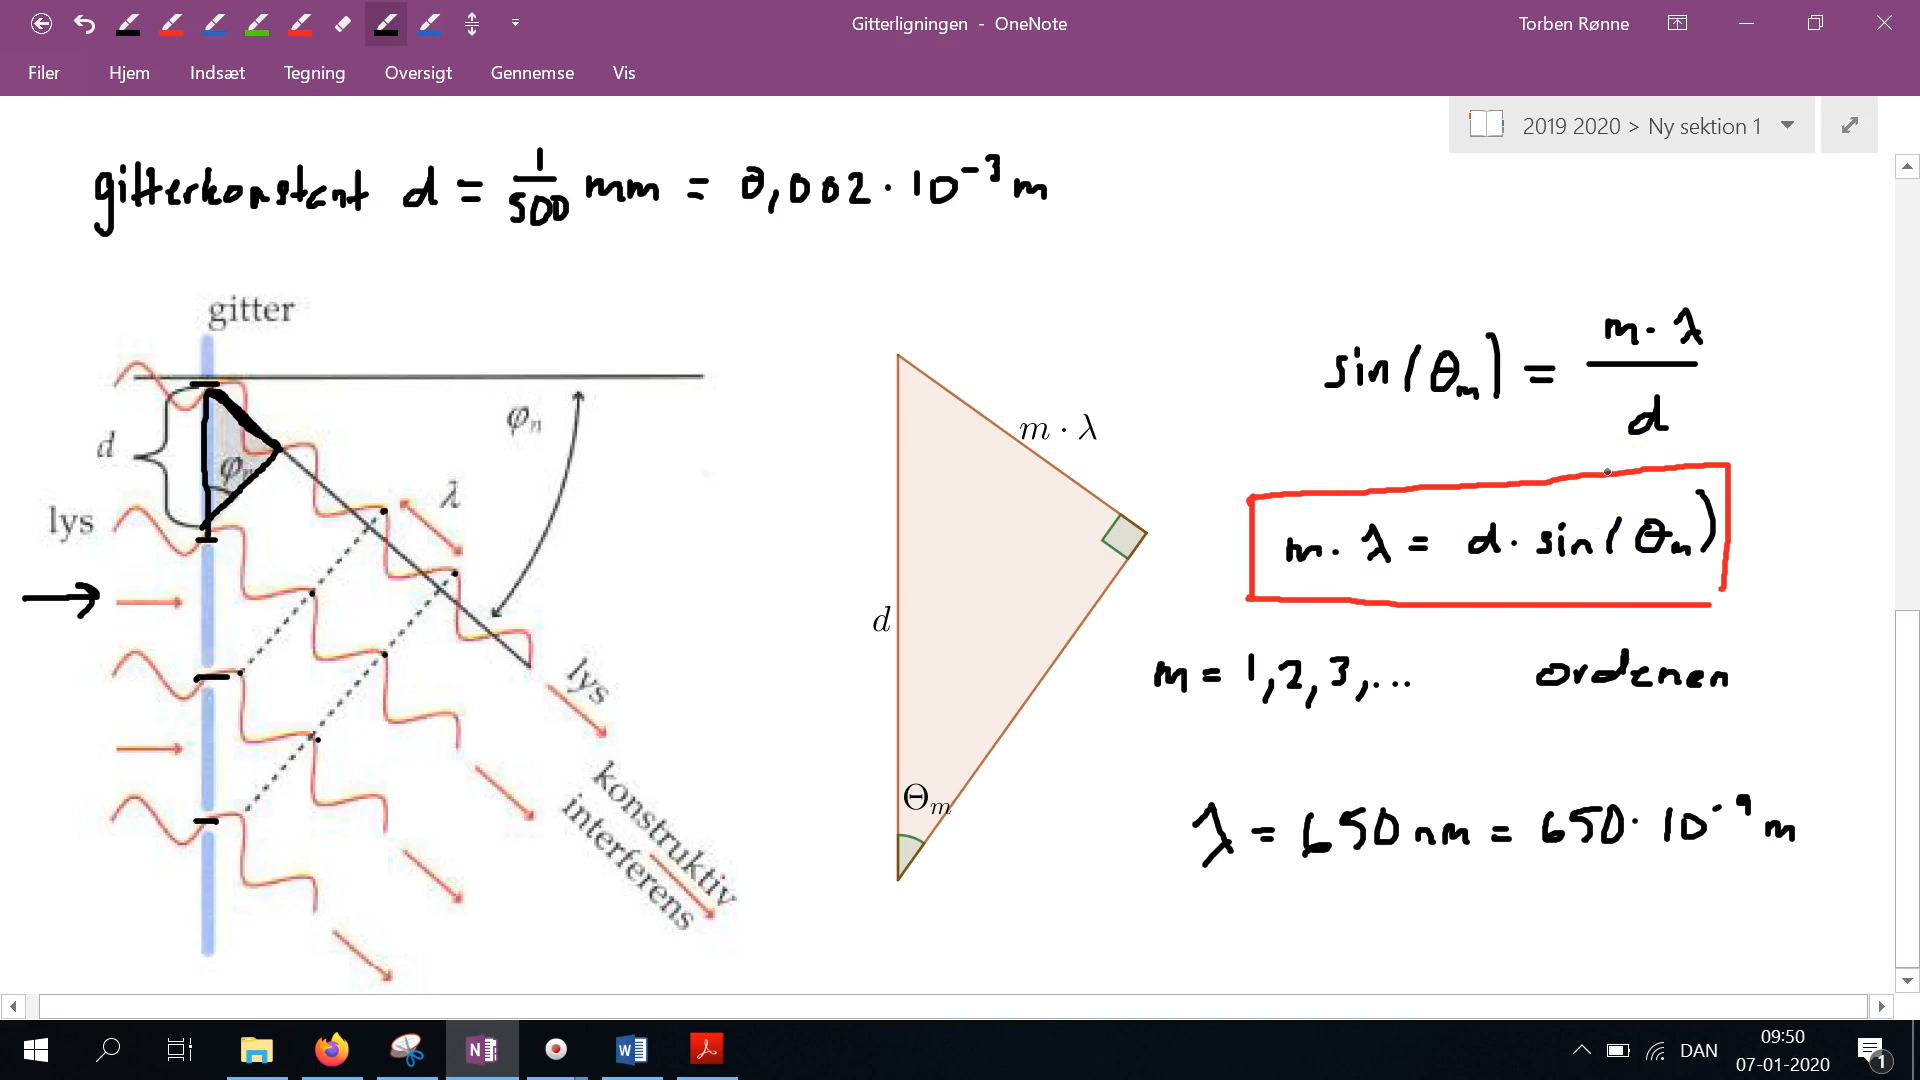 Gitterligningen - OneNote
Torben Rønne
Filer Hjem Indsæt Tegning Oversigt Gennemse Vis
2019 2020 > Ny sektion 1
gitterkonstant d = 1/500 mm = 0,002 · 10⁻³ m
gitter
d
φₙ
φₙ
λ
lys
lys
konstruktiv
interferens
m · λ
d
Θₘ
sin(θₘ) = m · λ / d
m · λ = d · sin(θₘ)
m = 1, 2, 3, ... ordenen
λ = 650 nm = 650 · 10⁻⁹ m
DAN
09:50
07-01-2020
1